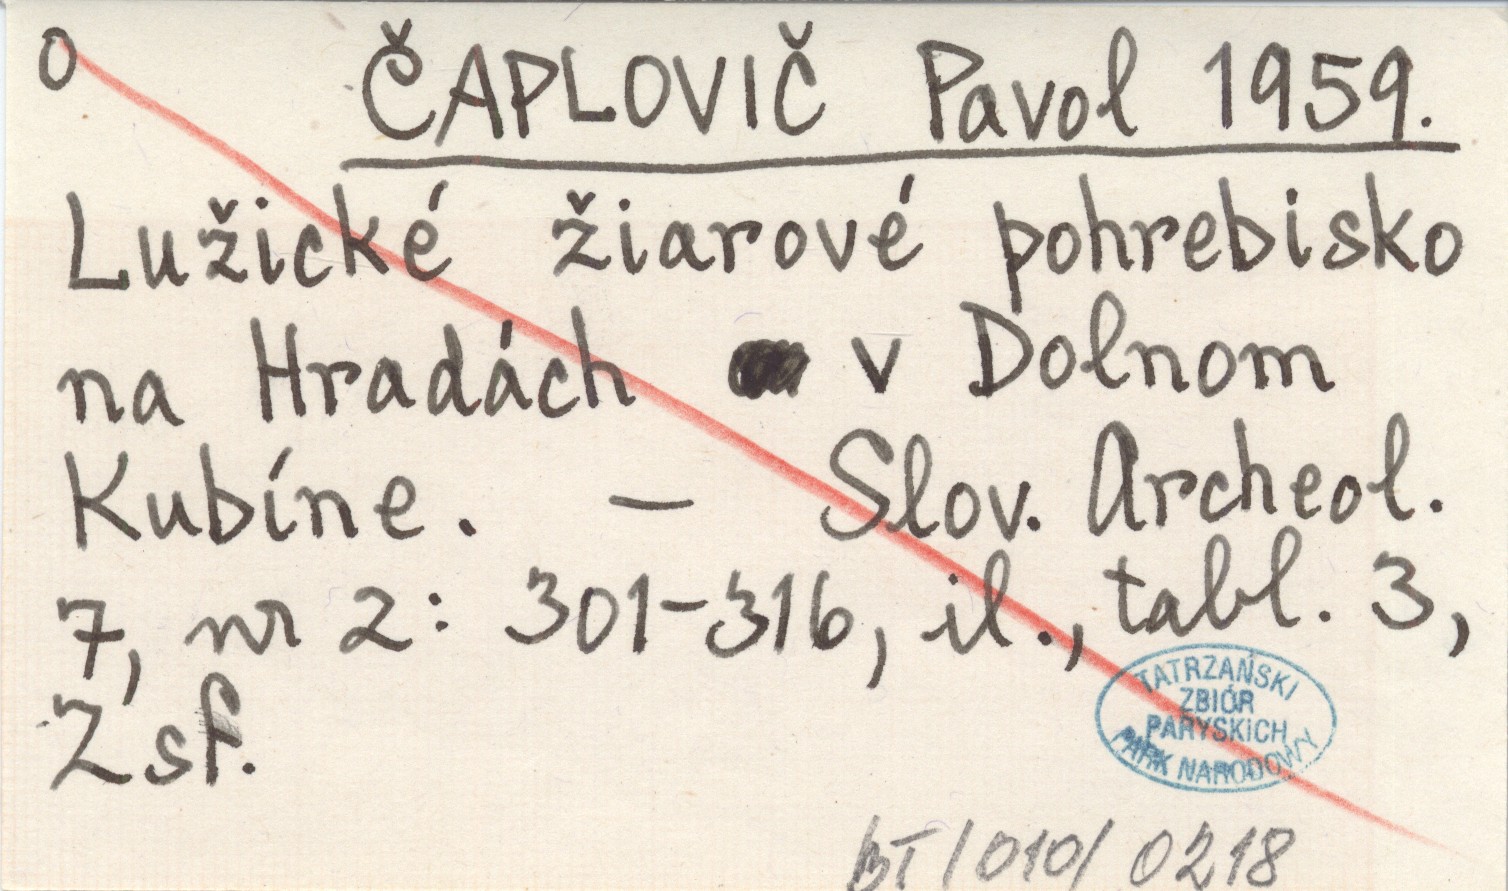 O ČAPLOVIČ Pavol 1959.
Lužické žiarové pohrebisko
na Hradách v Dolnom
Kubíne. — Slov. Archeol.
7, nr 2: 301-316, il., tabl. 3,
Zsf.
TATRZAŃSKI
ZBIÓR
PARYSKICH
PARK NARODOWY
BT/010/0218